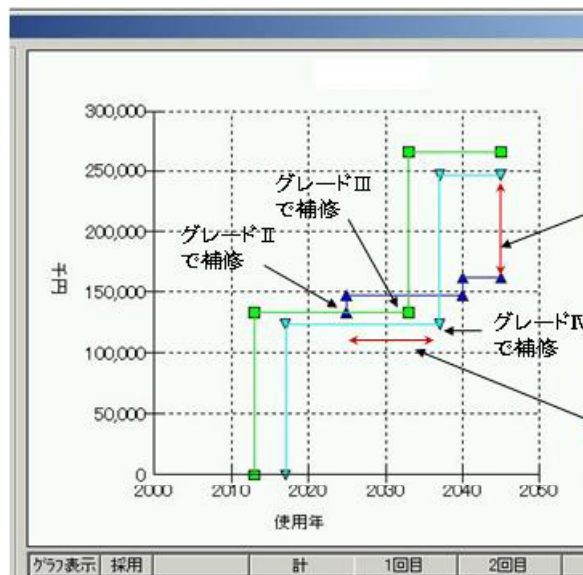 300,000
250,000
200,000
150,000
100,000
50,000
0
千円
グレードⅢ
で補修
グレードⅡ
で補修
グレードⅣ
で補修
2000 2010 2020 2030 2040 2050
使用年
グラフ表示 採用 計 1回目 2回目